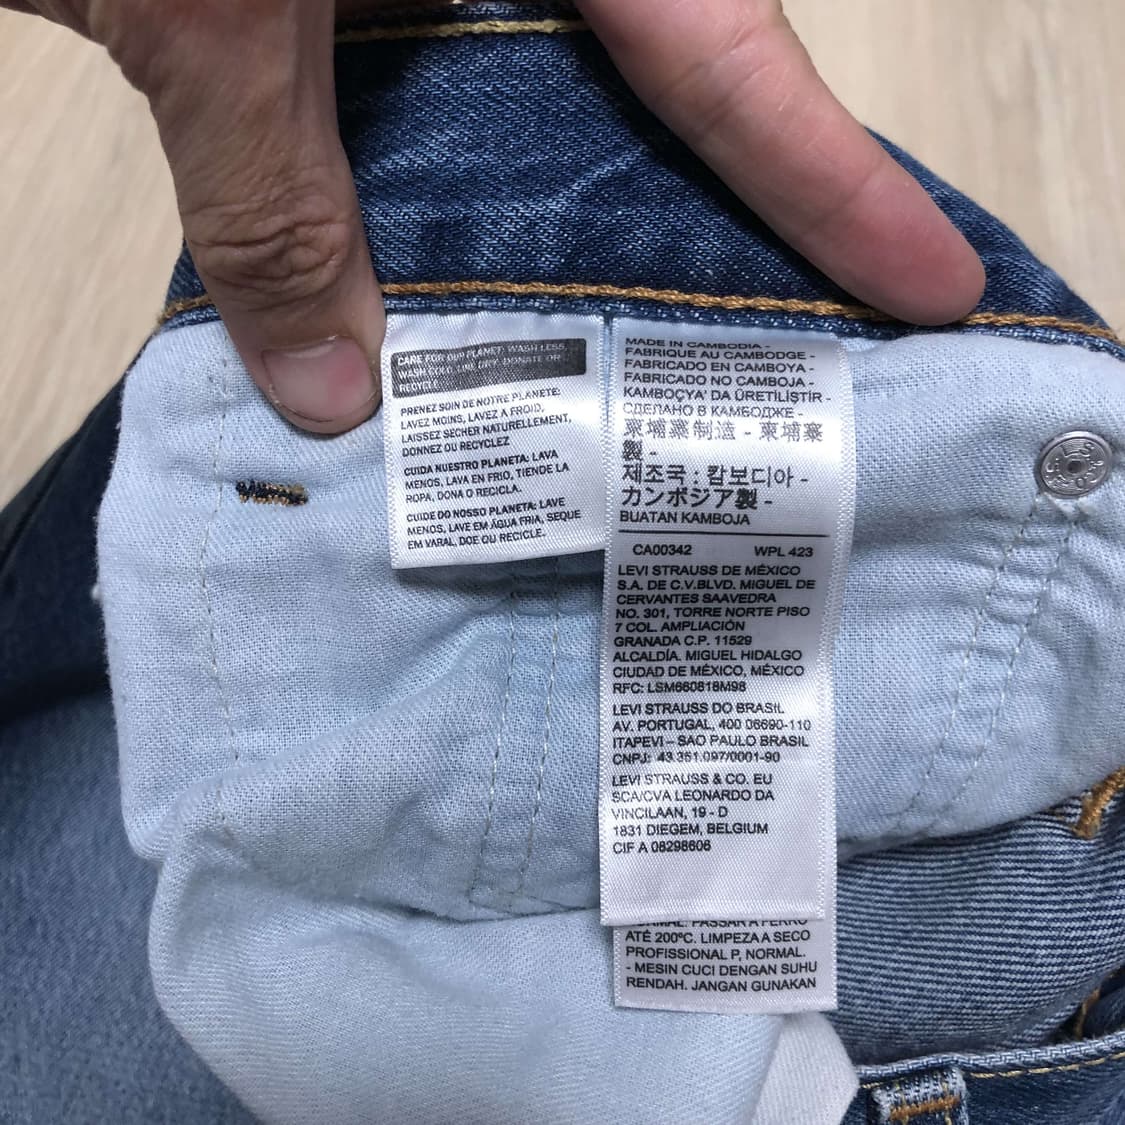 CARE FOR OUR PLANET: WASH LESS,
WASH COLD, LINE DRY, DONATE OR
RECYCLE
PRENEZ SOIN DE NOTRE PLANÈTE:
LAVEZ MOINS, LAVEZ A FROID,
LAISSEZ SECHER NATURELLEMENT,
DONNEZ OU RECYCLEZ
CUIDA NUESTRO PLANETA: LAVA
MENOS, LAVA EN FRIO, TIENDE LA
ROPA, DONA O RECICLA.
CUIDE DO NOSSO PLANETA: LAVE
MENOS, LAVE EM ÁGUA FRIA, SEQUE
EM VARAL, DOE OU RECICLE.
MADE IN CAMBODIA -
FABRIQUE AU CAMBODGE -
FABRICADO EN CAMBOYA -
FABRICADO NO CAMBOJA -
KAMBOÇYA' DA ÜRETİLİŞTİR -
СДЕЛАНО В КАМБОДЖЕ -
柬埔寨制造 - 柬埔寨
製 -
제조국 : 캄보디아 -
カンボジア製 -
BUATAN KAMBOJA
CA00342 WPL 423
LEVI STRAUSS DE MÉXICO
S.A. DE C.V.BLVD. MIGUEL DE
CERVANTES SAAVEDRA
NO. 301, TORRE NORTE PISO
7 COL. AMPLIACIÓN
GRANADA C.P. 11529
ALCALDÍA. MIGUEL HIDALGO
CIUDAD DE MÉXICO, MÉXICO
RFC: LSM660818M98
LEVI STRAUSS DO BRASIL
AV. PORTUGAL, 400 06690-110
ITAPEVI – SAO PAULO BRASIL
CNPJ: 43.351.097/0001-90
LEVI STRAUSS & CO. EU
SCA/CVA LEONARDO DA
VINCILAAN, 19 - D
1831 DIEGEM, BELGIUM
CIF A 08298606
PASSAR A FERRO
ATÉ 200ºC. LIMPEZA A SECO
PROFISSIONAL P, NORMAL.
- MESIN CUCI DENGAN SUHU
RENDAH. JANGAN GUNAKAN